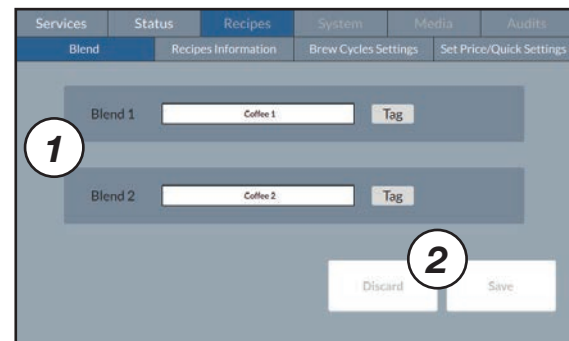 Services Status Recipes System Media Audits
Blend Recipes Information Brew Cycles Settings Set Price/Quick Settings
Blend 1 Coffee 1 Tag
1
Blend 2 Coffee 2 Tag
2
Discard Save